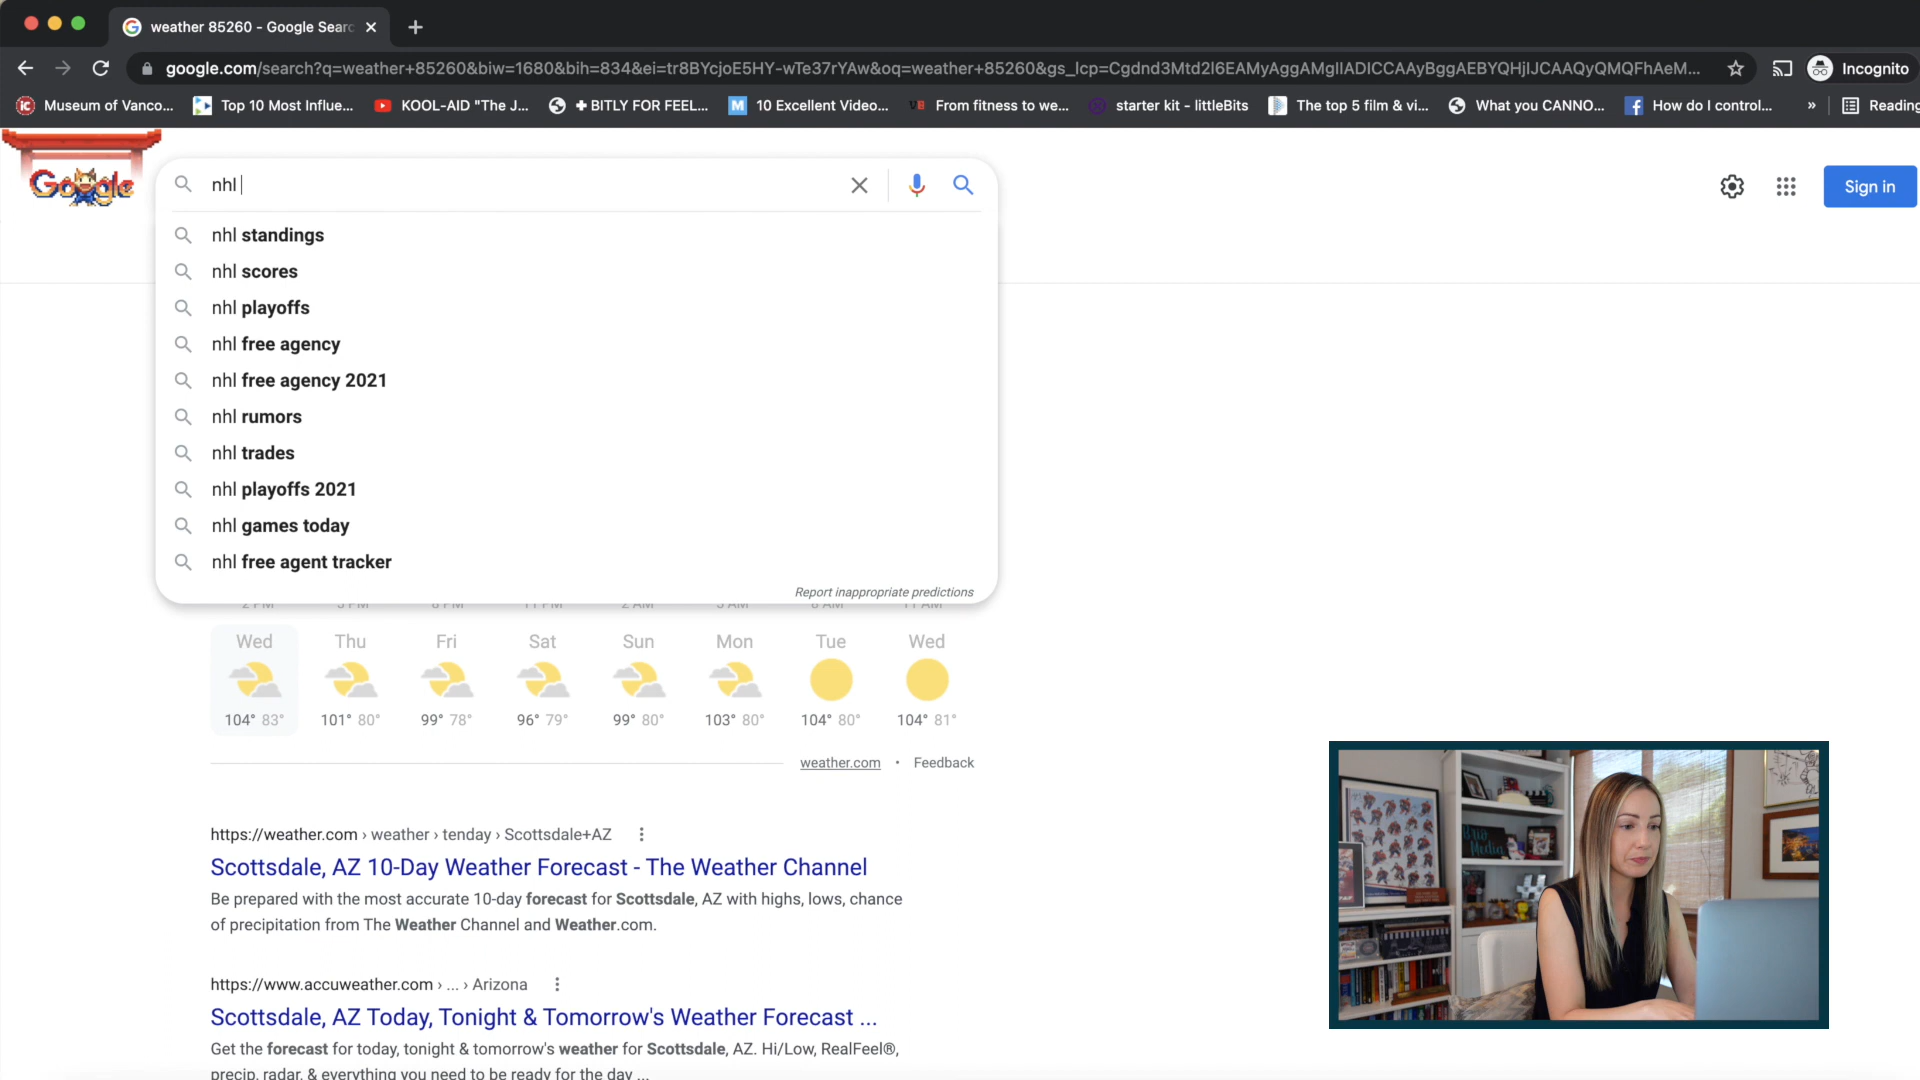 weather 85260 - Google Searc
google.com/search?q=weather+85260&biw=1680&bih=834&ei=tr8BYcjoE5HY-wTe37rYAw&oq=weather+85260&gs_lcp=Cgdnd3Mtd2l6EAMyAggAMgIIADICCAAyBggAEBYQHjIJCAAQyQMQFhAeM...
Incognito
Museum of Vanco...
Top 10 Most Influe...
KOOL-AID "The J...
✚ BITLY FOR FEEL...
10 Excellent Video...
From fitness to we...
starter kit - littleBits
The top 5 film & vi...
What you CANNO...
How do I control...
»
Reading
Google
nhl
Sign in
nhl standings
nhl scores
nhl playoffs
nhl free agency
nhl free agency 2021
nhl rumors
nhl trades
nhl playoffs 2021
nhl games today
nhl free agent tracker
Report inappropriate predictions
Wed Thu Fri Sat Sun Mon Tue Wed
104° 83° 101° 80° 99° 78° 96° 79° 99° 80° 103° 80° 104° 80° 104° 81°
weather.com • Feedback
https://weather.com › weather › tenday › Scottsdale+AZ
Scottsdale, AZ 10-Day Weather Forecast - The Weather Channel
Be prepared with the most accurate 10-day forecast for Scottsdale, AZ with highs, lows, chance
of precipitation from The Weather Channel and Weather.com.
https://www.accuweather.com › ... › Arizona
Scottsdale, AZ Today, Tonight & Tomorrow's Weather Forecast ...
Get the forecast for today, tonight & tomorrow's weather for Scottsdale, AZ. Hi/Low, RealFeel®,
precip, radar, & everything you need to be ready for the day ...
Media